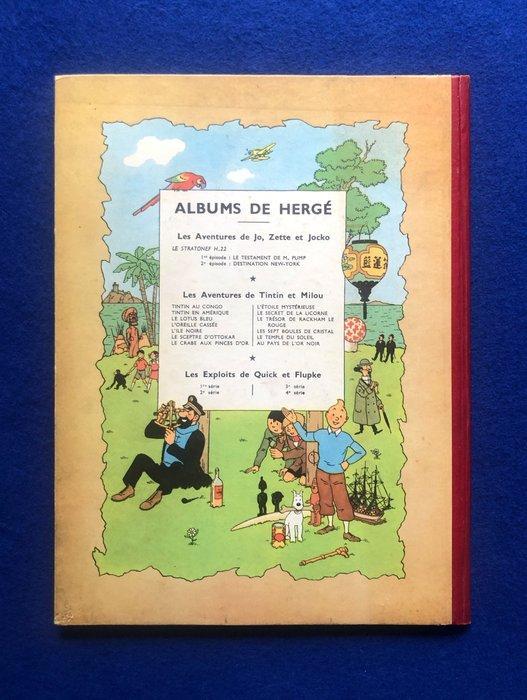 ALBUMS DE HERGÉ
Les Aventures de Jo, Zette et Jocko
LE STRATONEF H.22
1er épisode : LE TESTAMENT DE M. PUMP
2e épisode : DESTINATION NEW-YORK
Les Aventures de Tintin et Milou
TINTIN AU CONGO
TINTIN EN AMÉRIQUE
LE LOTUS BLEU
L'OREILLE CASSÉE
L'ILE NOIRE
LE SCEPTRE D'OTTOKAR
LE CRABE AUX PINCES D'OR
L'ÉTOILE MYSTÉRIEUSE
LE SECRET DE LA LICORNE
LE TRÉSOR DE RACKHAM LE
ROUGE
LES SEPT BOULES DE CRISTAL
LE TEMPLE DU SOLEIL
AU PAYS DE L'OR NOIR
Les Exploits de Quick et Flupke
1re série
2e série
3e série
4e série